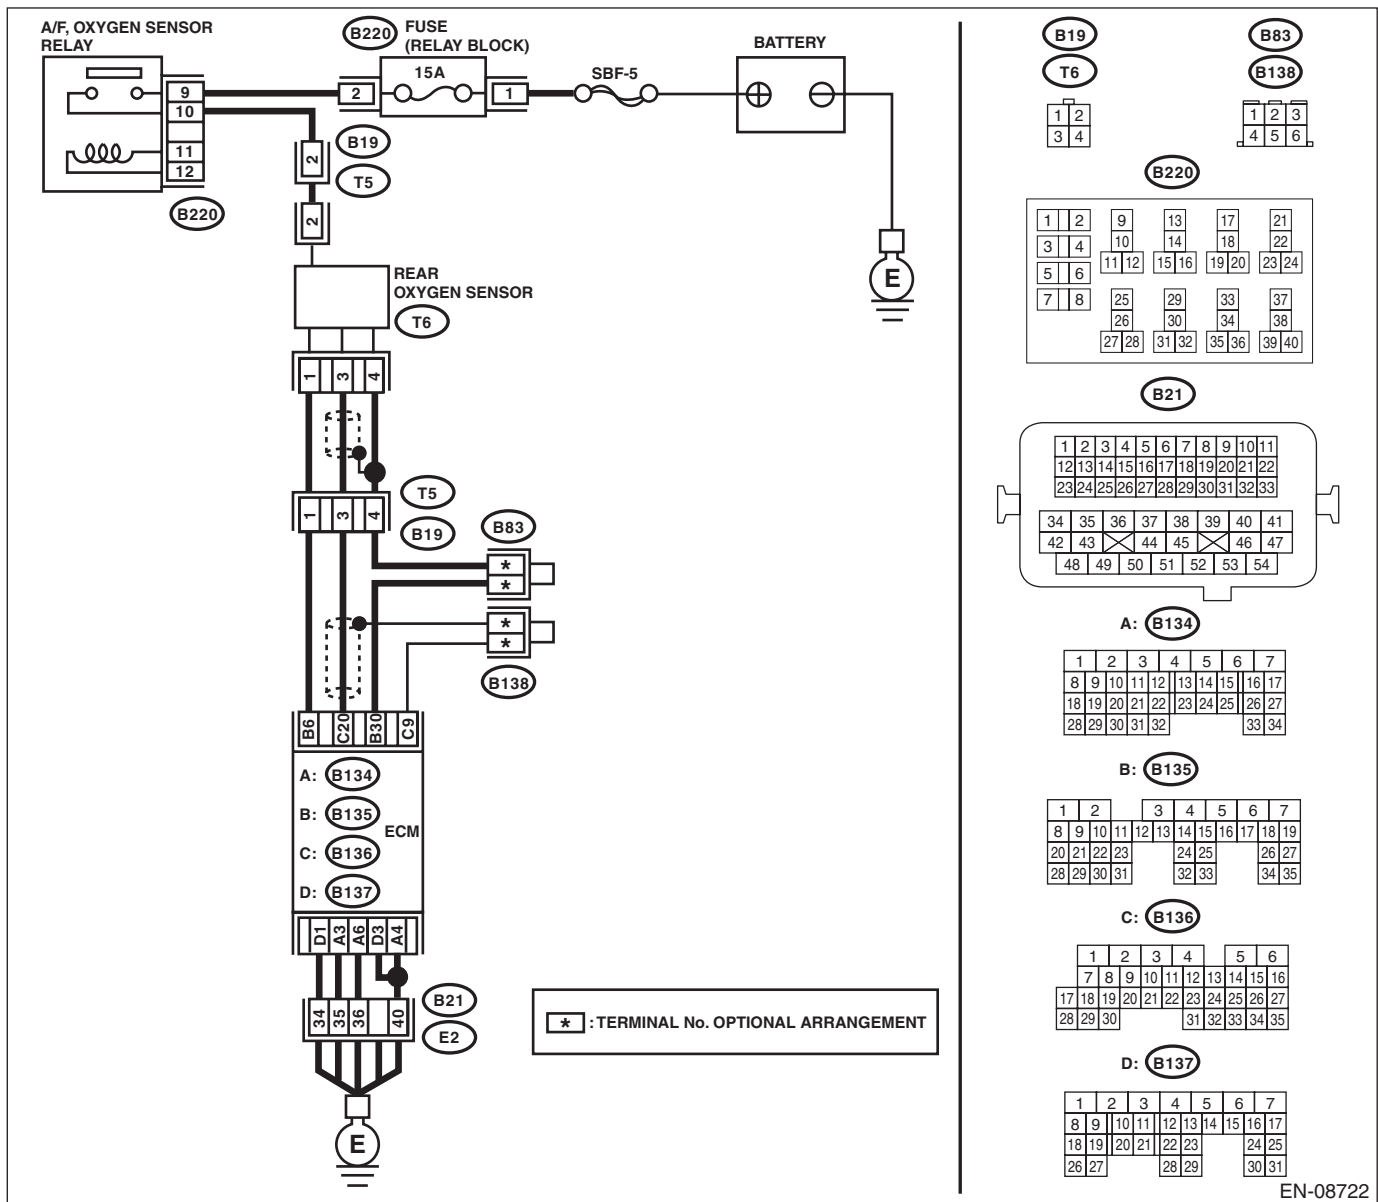 A/F, OXYGEN SENSOR
RELAY
B220
FUSE
(RELAY BLOCK)
15A
BATTERY
SBF-5
9
10
11
12
2
1
B220
2
B19
T5
2
REAR
OXYGEN SENSOR
T6
1 3 4
T5
1 3 4
B19
B83
*
*
*
*
B138
B6 C20 B30 C9
A: B134
B: B135
ECM
C: B136
D: B137
D1 A3 A6 D3 A4
34 35 36 40
B21
E2
* : TERMINAL No. OPTIONAL ARRANGEMENT
E
E
B19
T6
1 2
3 4
B83
B138
1 2 3
4 5 6
B220
1 2 9 13 17 21
3 4 10 14 18 22
5 6 11 12 15 16 19 20 23 24
7 8 25 29 33 37
26 30 34 38
27 28 31 32 35 36 39 40
B21
1 2 3 4 5 6 7 8 9 10 11
12 13 14 15 16 17 18 19 20 21 22
23 24 25 26 27 28 29 30 31 32 33
34 35 36 37 38 39 40 41
42 43 44 45 46 47
48 49 50 51 52 53 54
A: B134
1 2 3 4 5 6 7
8 9 10 11 12 13 14 15 16 17
18 19 20 21 22 23 24 25 26 27
28 29 30 31 32 33 34
B: B135
1 2 3 4 5 6 7
8 9 10 11 12 13 14 15 16 17 18 19
20 21 22 23 24 25 26 27
28 29 30 31 32 33 34 35
C: B136
1 2 3 4 5 6
7 8 9 10 11 12 13 14 15 16
17 18 19 20 21 22 23 24 25 26 27
28 29 30 31 32 33 34 35
D: B137
1 2 3 4 5 6 7
8 9 10 11 12 13 14 15 16 17
18 19 20 21 22 23 24 25
26 27 28 29 30 31
EN-08722